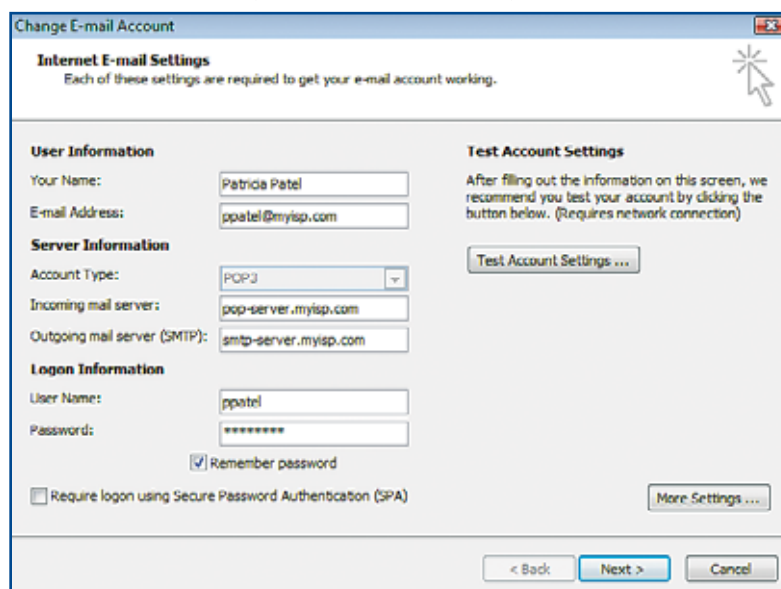 Change E-mail Account
Internet E-mail Settings
Each of these settings are required to get your e-mail account working.
User Information
Your Name: Patricia Patel
E-mail Address: ppatel@myisp.com
Server Information
Account Type: POP3
Incoming mail server: pop-server.myisp.com
Outgoing mail server (SMTP): smtp-server.myisp.com
Logon Information
User Name: ppatel
Password: ********
Remember password
Require logon using Secure Password Authentication (SPA)
Test Account Settings
After filling out the information on this screen, we
recommend you test your account by clicking the
button below. (Requires network connection)
Test Account Settings ...
More Settings ...
< Back Next > Cancel